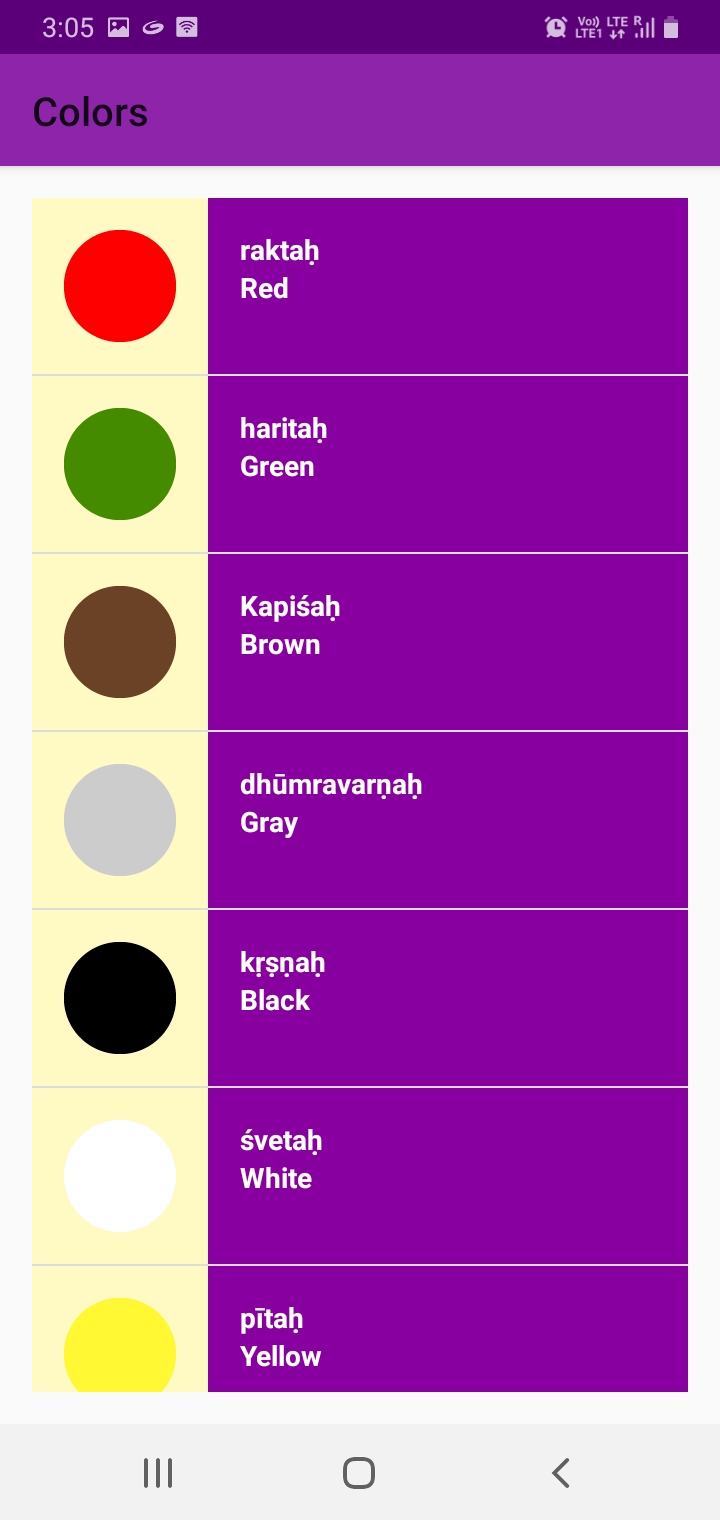 3:05
Vo)) LTE R
LTE1
Colors
raktaḥ
Red
haritaḥ
Green
Kapiśaḥ
Brown
dhūmravarṇaḥ
Gray
kṛṣṇaḥ
Black
śvetaḥ
White
pītaḥ
Yellow